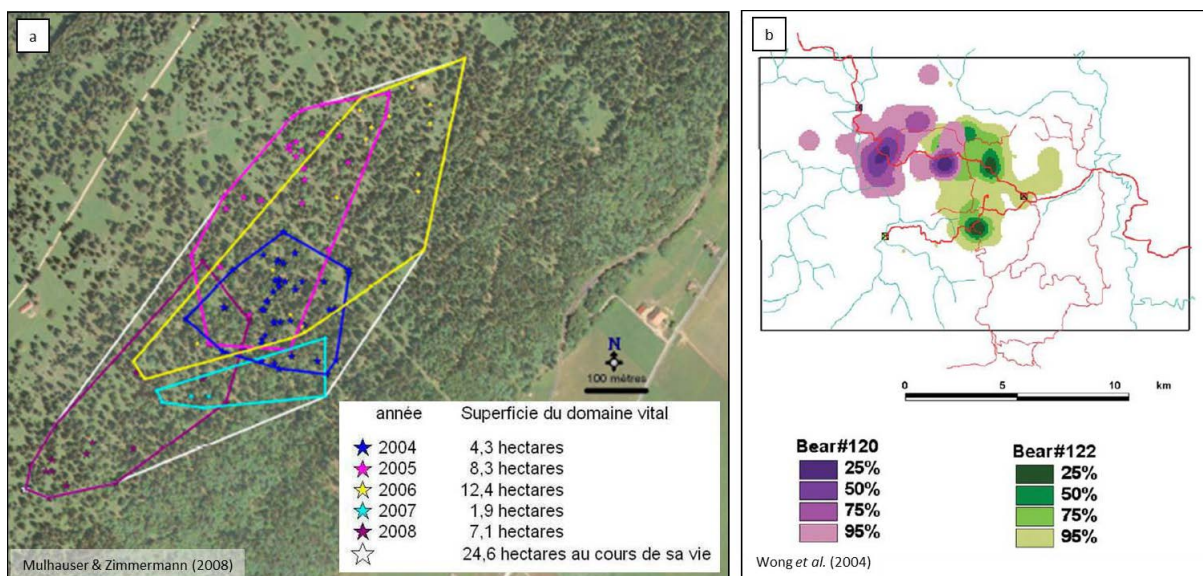 a
N
100 mètres
année Superficie du domaine vital
2004 4,3 hectares
2005 8,3 hectares
2006 12,4 hectares
2007 1,9 hectares
2008 7,1 hectares
24,6 hectares au cours de sa vie
Mulhauser & Zimmermann (2008)
b
0 5 10 km
Bear#120
25%
50%
75%
95%
Bear#122
25%
50%
75%
95%
Wong et al. (2004)